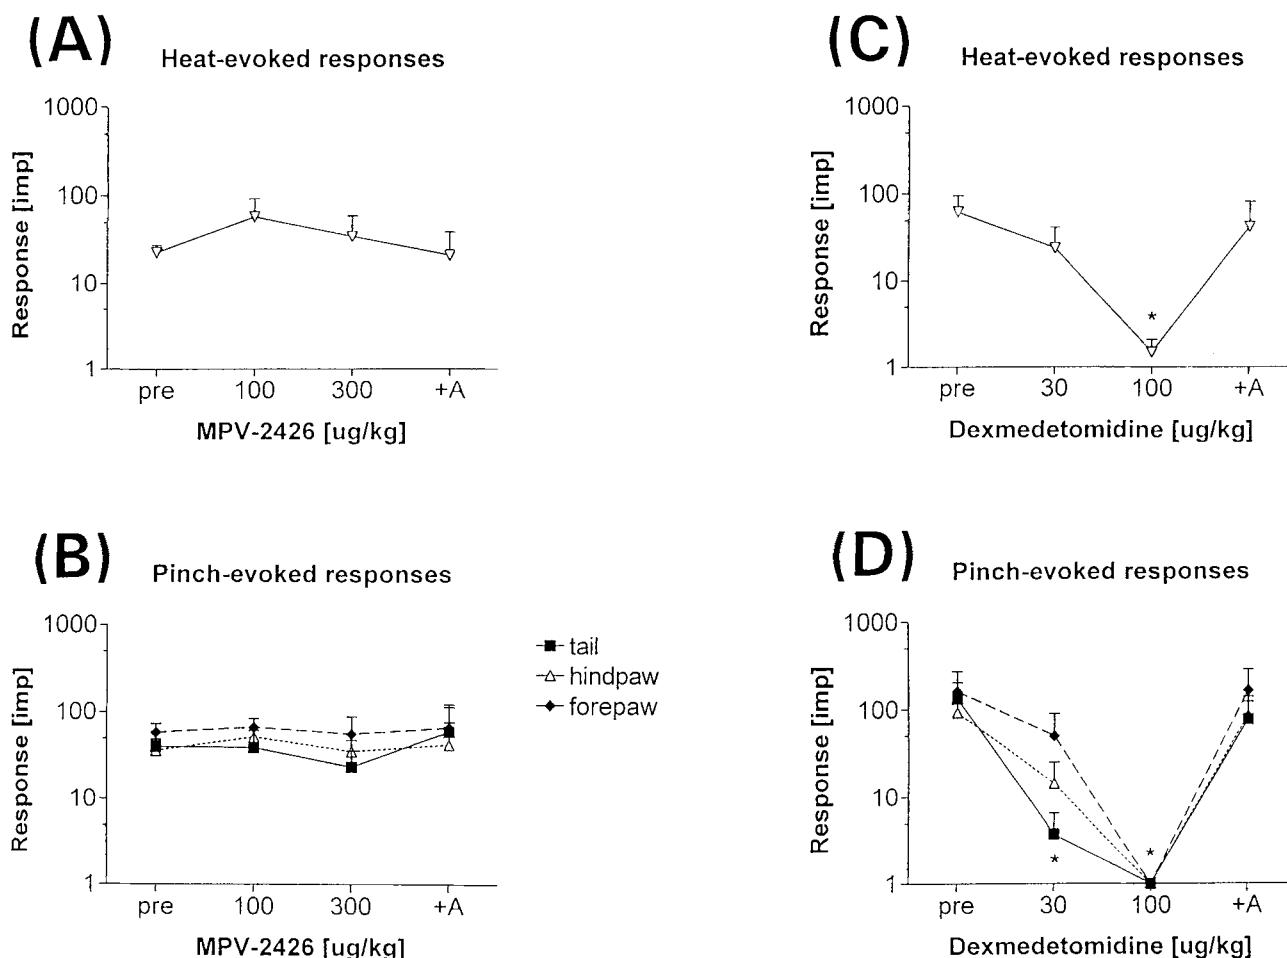 (A)
Heat-evoked responses
1000
100
10
1
Response [imp]
pre 100 300 +A
MPV-2426 [ug/kg]
(C)
Heat-evoked responses
1000
100
10
1
Response [imp]
*
pre 30 100 +A
Dexmedetomidine [ug/kg]
(B)
Pinch-evoked responses
1000
100
10
1
Response [imp]
pre 100 300 +A
MPV-2426 [ug/kg]
tail
hindpaw
forepaw
(D)
Pinch-evoked responses
1000
100
10
1
Response [imp]
* *
pre 30 100 +A
Dexmedetomidine [ug/kg]